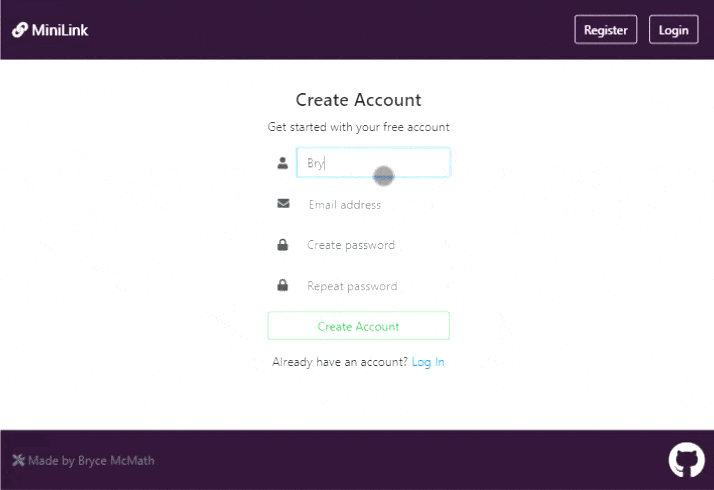 MiniLink
Register
Login
Create Account
Get started with your free account
Bry
Email address
Create password
Repeat password
Create Account
Already have an account? Log In
Made by Bryce McMath